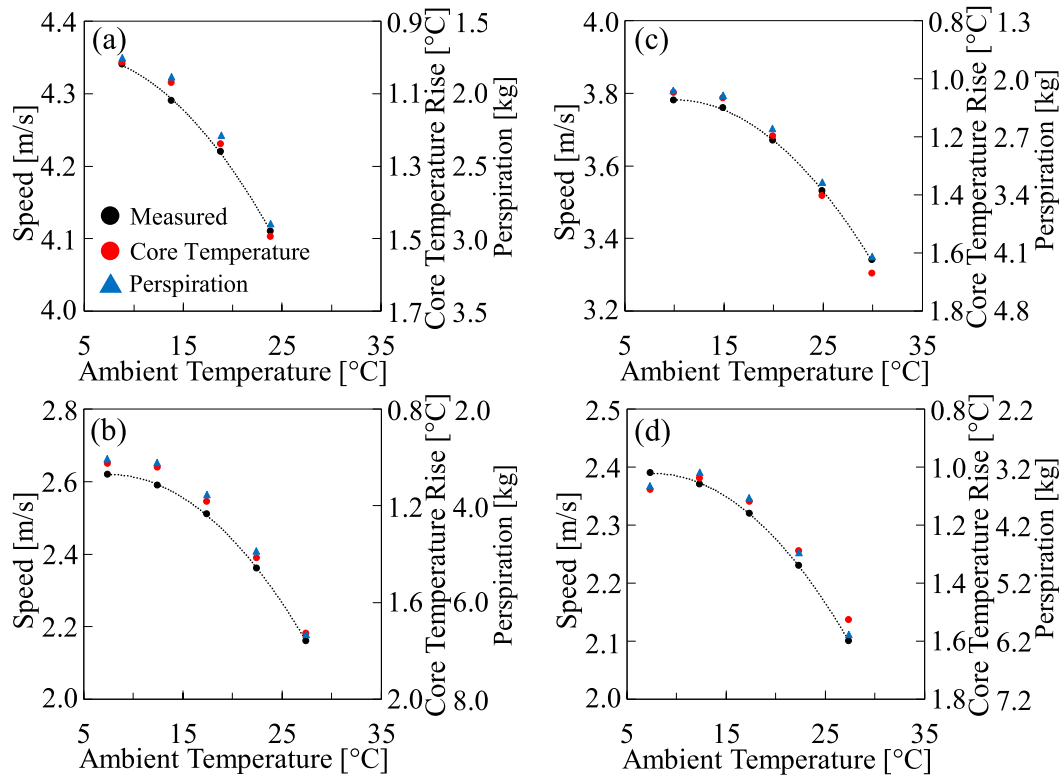 (a)
4.4
4.3
4.2
4.1
4.0
Speed [m/s]
Measured
Core Temperature
Perspiration
0.9
1.1
1.3
1.5
1.7
Core Temperature Rise [°C]
1.5
2.0
2.5
3.0
3.5
Perspiration [kg]
5 15 25 35
Ambient Temperature [°C]
(c)
4.0
3.8
3.6
3.4
3.2
Speed [m/s]
0.8
1.0
1.2
1.4
1.6
1.8
Core Temperature Rise [°C]
1.3
2.0
2.7
3.4
4.1
4.8
Perspiration [kg]
5 15 25 35
Ambient Temperature [°C]
(b)
2.8
2.6
2.4
2.2
2.0
Speed [m/s]
0.8
1.2
1.6
2.0
Core Temperature Rise [°C]
2.0
4.0
6.0
8.0
Perspiration [kg]
5 15 25 35
Ambient Temperature [°C]
(d)
2.5
2.4
2.3
2.2
2.1
2.0
Speed [m/s]
0.8
1.0
1.2
1.4
1.6
1.8
Core Temperature Rise [°C]
2.2
3.2
4.2
5.2
6.2
7.2
Perspiration [kg]
5 15 25 35
Ambient Temperature [°C]